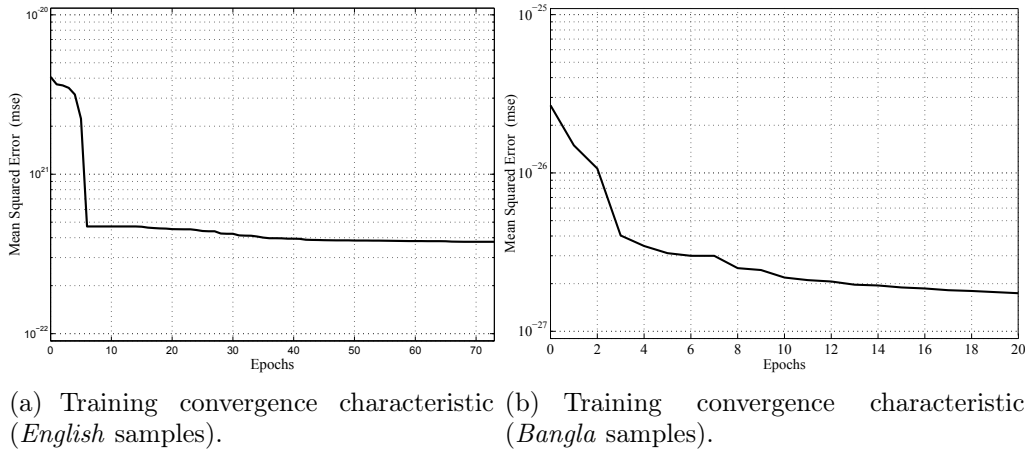 10⁻²⁰
10²¹
10⁻²²
Mean Squared Error (mse)
0 10 20 30 40 50 60 70
Epochs
10⁻²⁵
10⁻²⁶
10⁻²⁷
Mean Squared Error (mse)
0 2 4 6 8 10 12 14 16 18 20
Epochs
(a) Training convergence characteristic
(English samples).
(b) Training convergence characteristic
(Bangla samples).